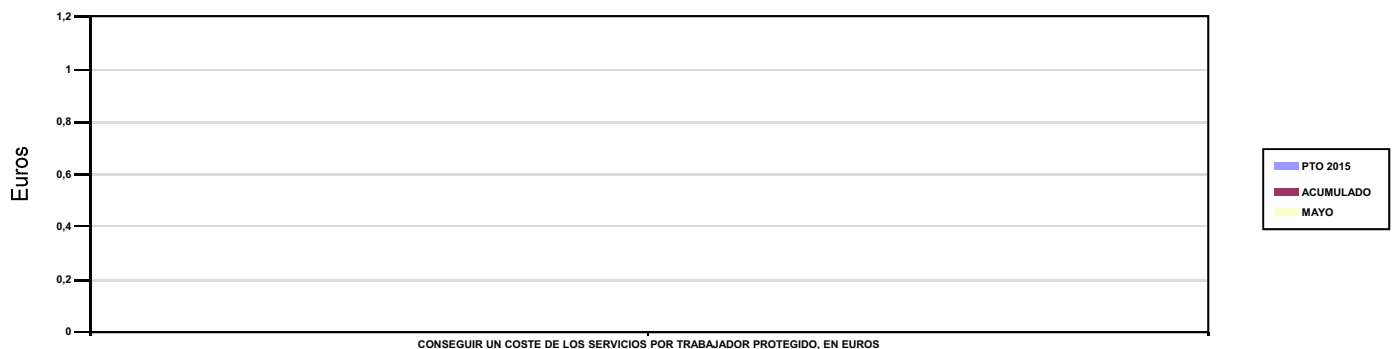 1,2
1
0,8
0,6
0,4
0,2
0
Euros
CONSEGUIR UN COSTE DE LOS SERVICIOS POR TRABAJADOR PROTEGIDO, EN EUROS
PTO 2015
ACUMULADO
MAYO